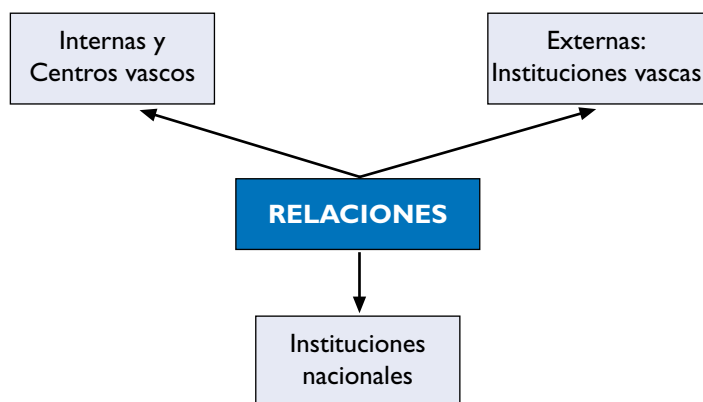 Internas y
Centros vascos
Externas:
Instituciones vascas
RELACIONES
Instituciones
nacionales